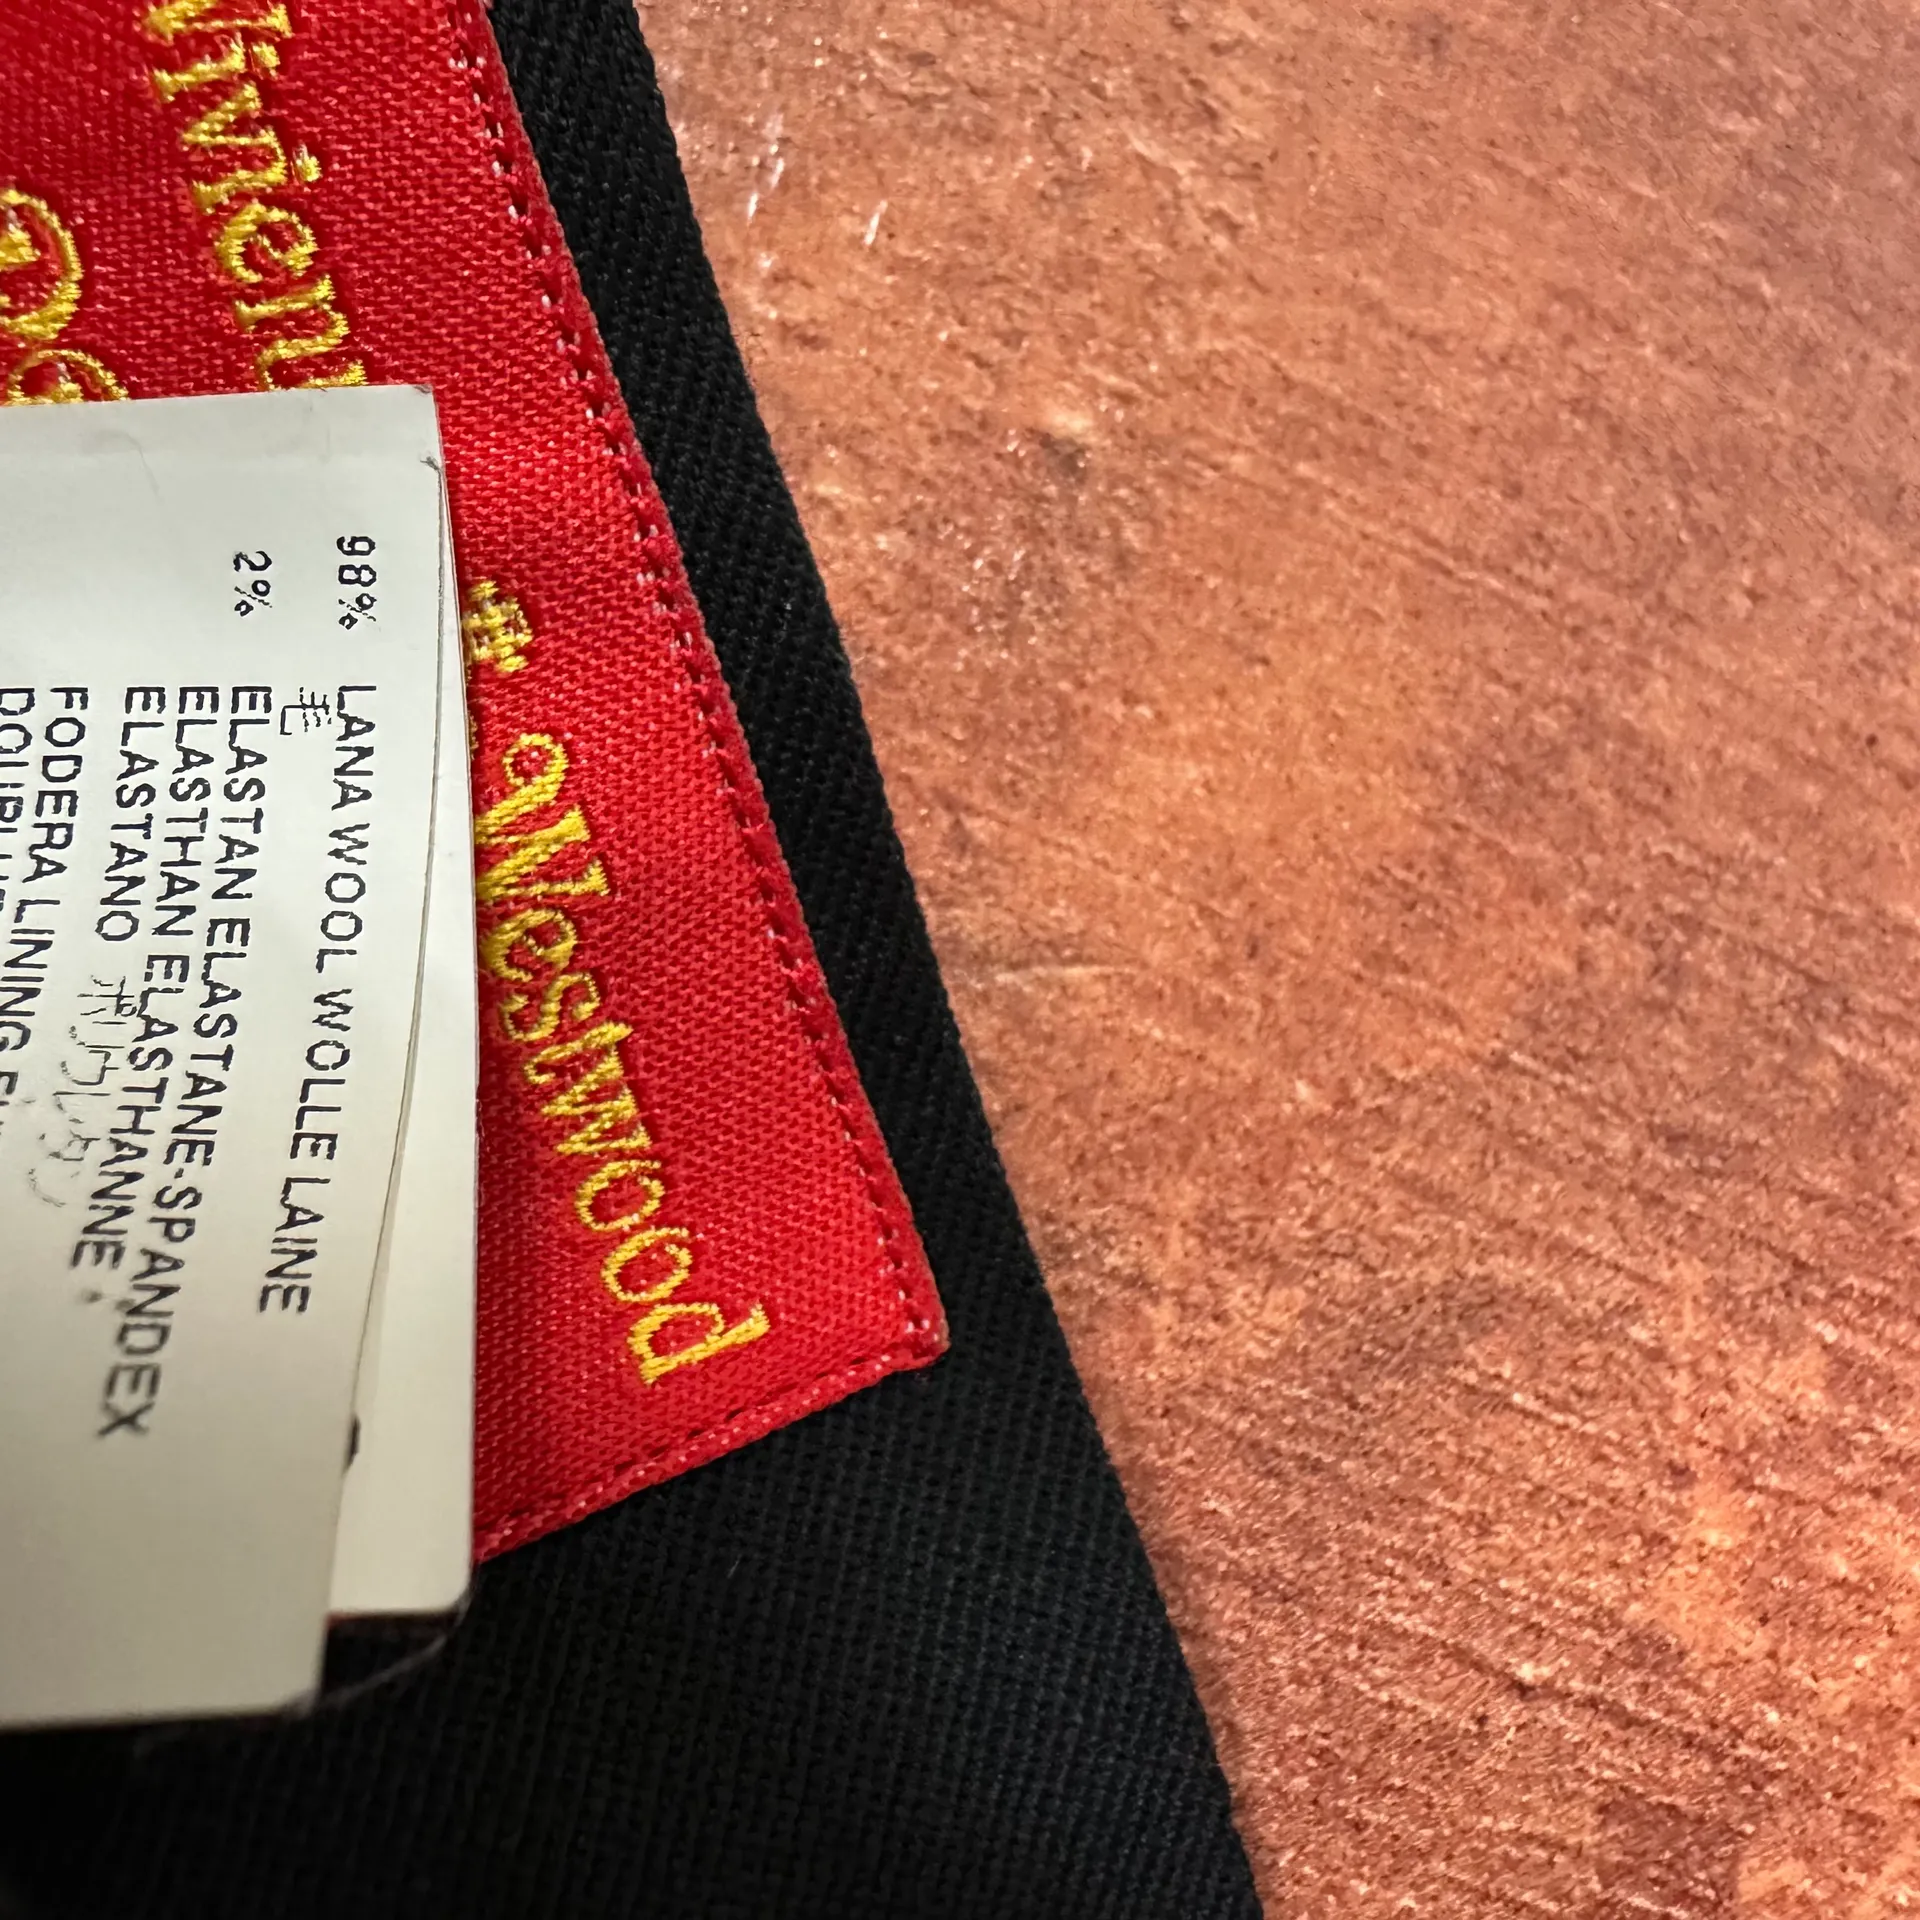 Vivienne
Westwood
98% LANA WOOL WOLLE LAINE
毛
2% ELASTAN ELASTANE-SPANDEX
ELASTHAN ELASTHANNE
ELASTANO
FODERA LINING